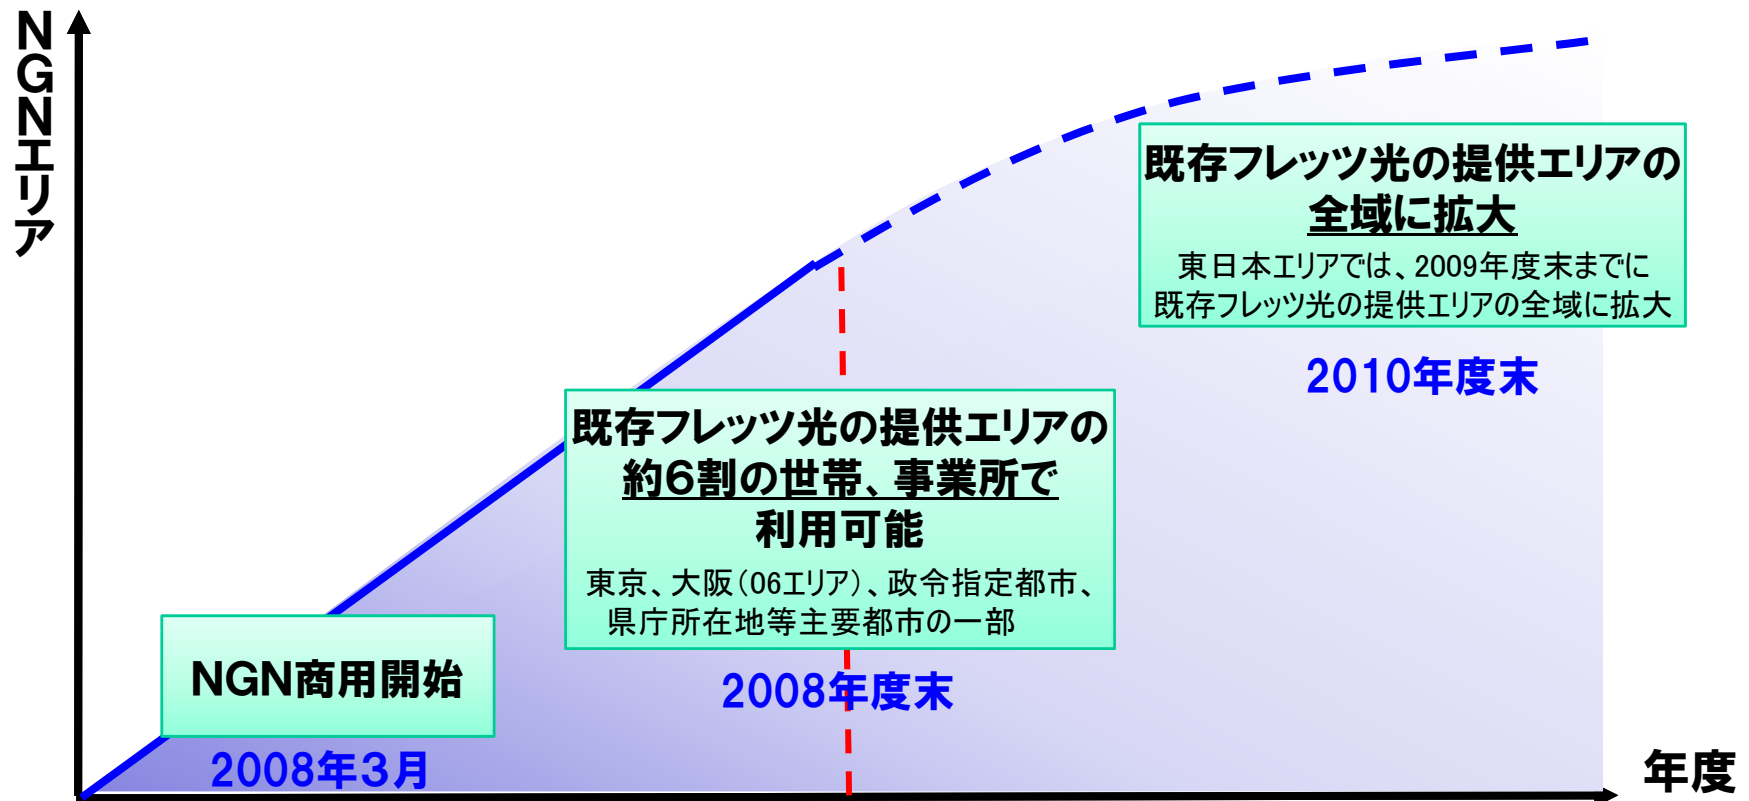 NGNエリア
既存フレッツ光の提供エリアの
全域に拡大
東日本エリアでは、2009年度末までに
既存フレッツ光の提供エリアの全域に拡大
2010年度末
既存フレッツ光の提供エリアの
約6割の世帯、事業所で
利用可能
東京、大阪(06エリア)、政令指定都市、
県庁所在地等主要都市の一部
2008年度末
NGN商用開始
2008年3月
年度